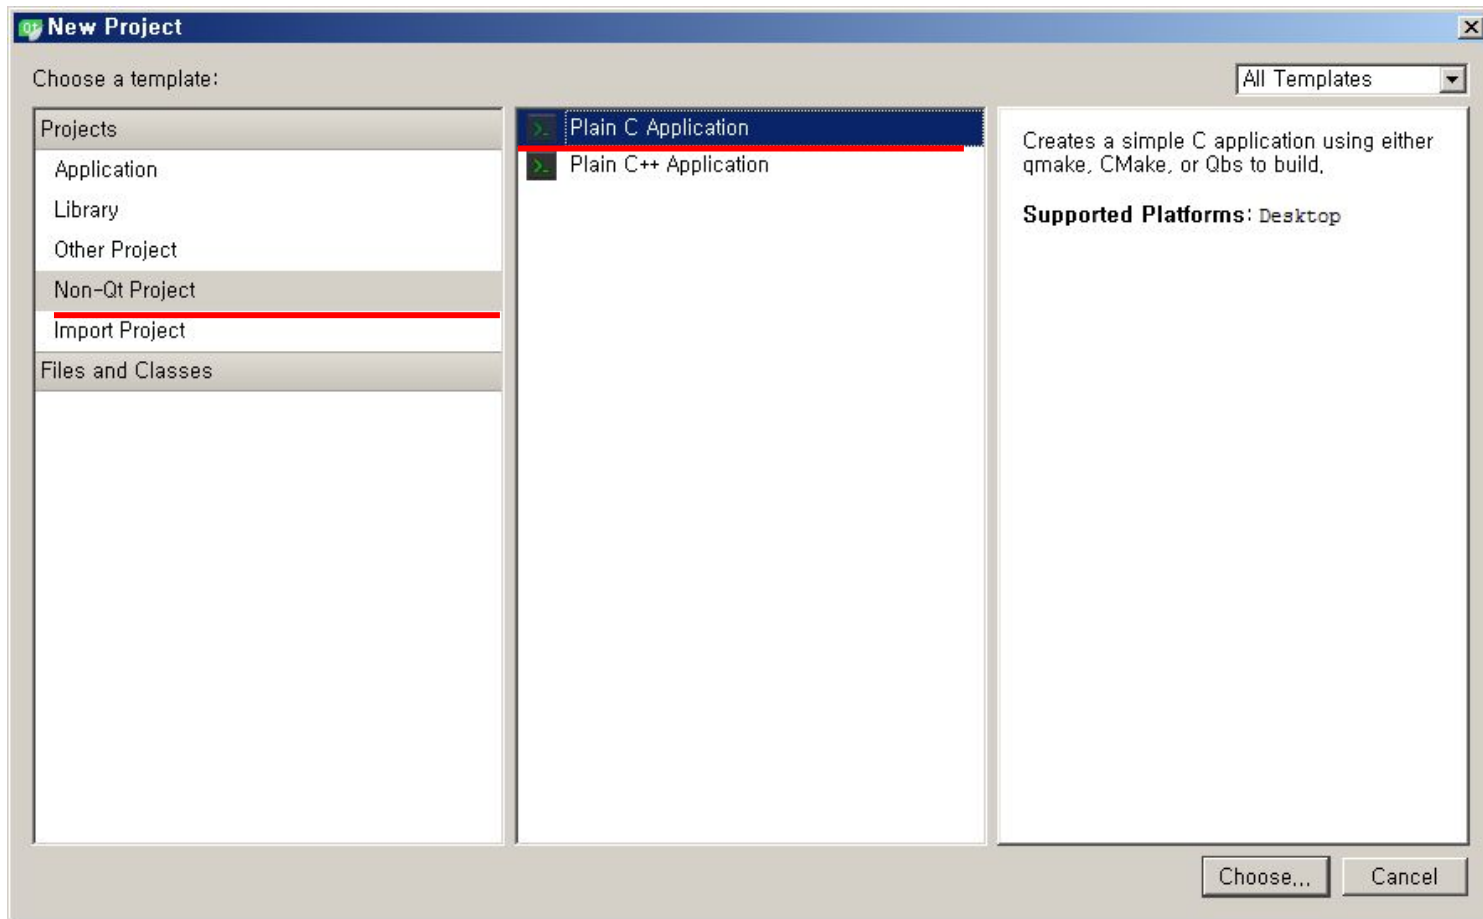 New Project
Choose a template:
All Templates
Projects
Application
Library
Other Project
Non-Qt Project
Import Project
Files and Classes
Plain C Application
Plain C++ Application
Creates a simple C application using either
qmake, CMake, or Qbs to build.
Supported Platforms: Desktop
Choose...
Cancel